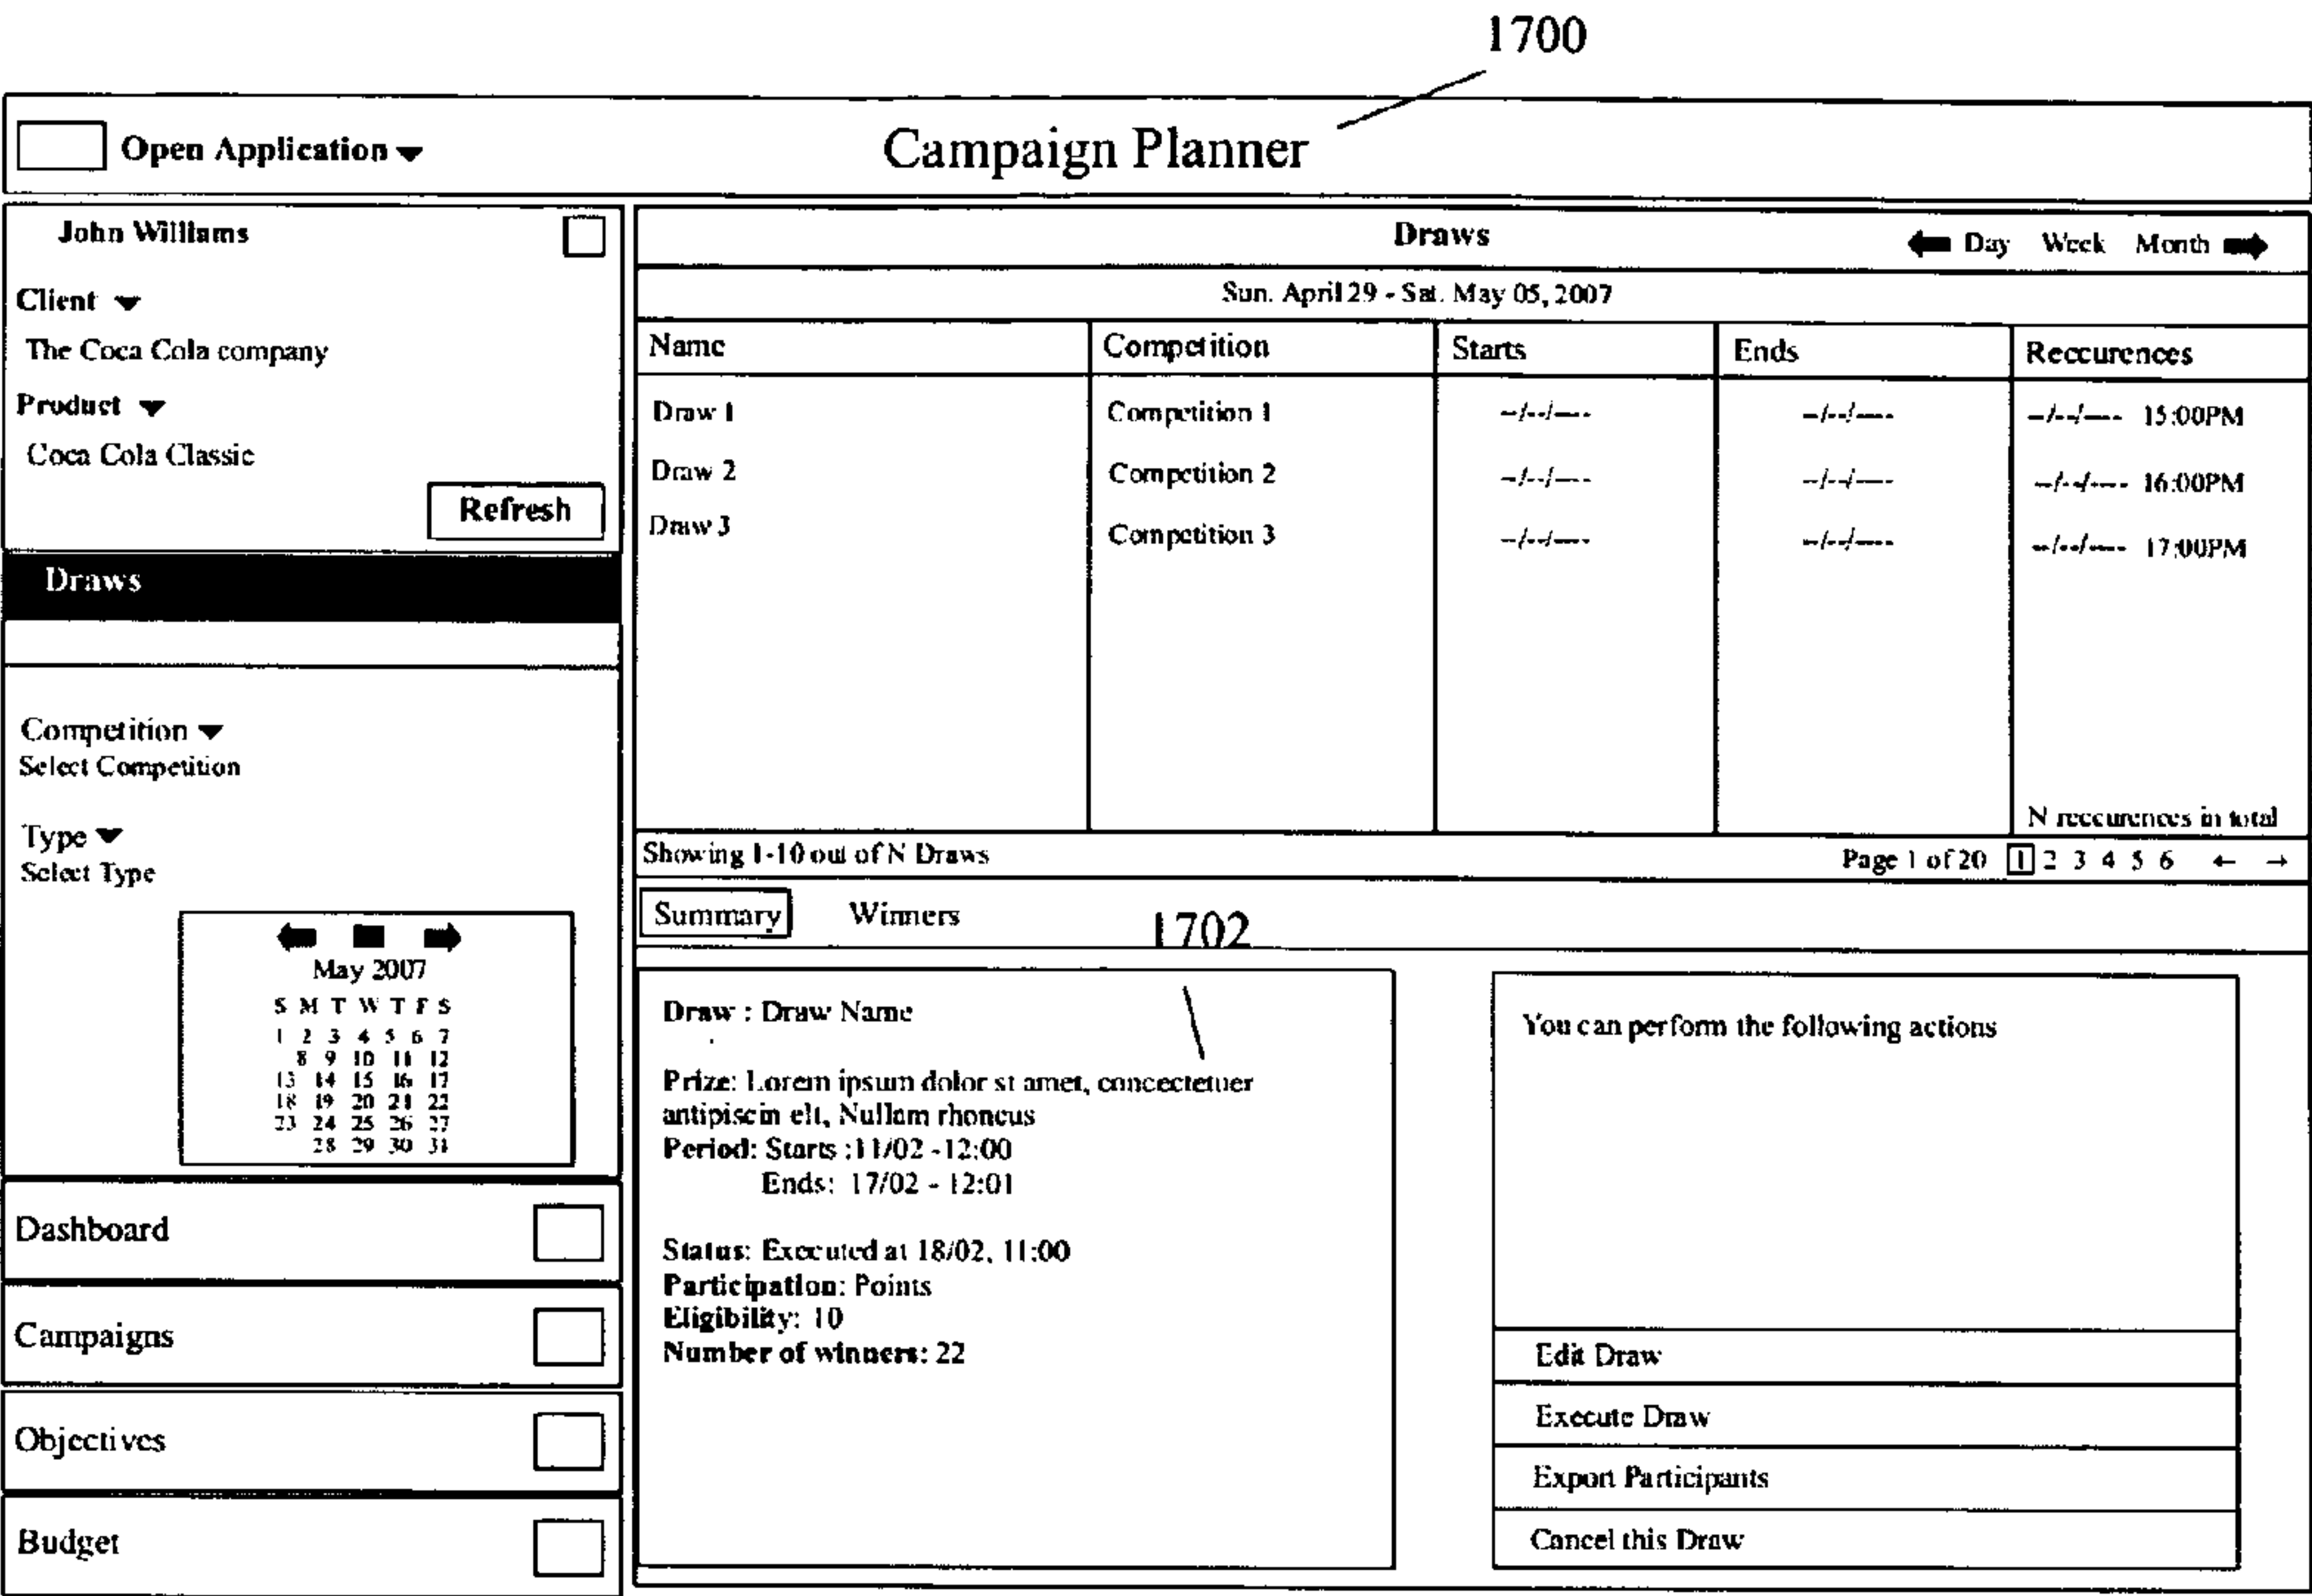 1700
Open Application
Campaign Planner
John Williams
Client
The Coca Cola company
Product
Coca Cola Classic
Refresh
Draws
Competition
Select Competition
Type
Select Type
May 2007
S M T W T F S
1 2 3 4 5 6 7
8 9 10 11 12
13 14 15 16 17
18 19 20 21 22
23 24 25 26 27
28 29 30 31
Dashboard
Campaigns
Objectives
Budget
Draws
Day Week Month
Sun. April 29 - Sat. May 05, 2007
Name Competition Starts Ends Reccurences
Draw 1 Competition 1 --/--/---- --/--/---- --/--/---- 15:00PM
Draw 2 Competition 2 --/--/---- --/--/---- --/--/---- 16:00PM
Draw 3 Competition 3 --/--/---- --/--/---- --/--/---- 17:00PM
N reccurences in total
Showing 1-10 out of N Draws
Page 1 of 20 1 2 3 4 5 6 ← →
Summary Winners
1702
Draw : Draw Name
Prize: Lorem ipsum dolor st amet, concectetuer
antipiscin elt, Nullam rhoncus
Period: Starts :11/02 -12:00
Ends: 17/02 - 12:01
Status: Executed at 18/02, 11:00
Participation: Points
Eligibility: 10
Number of winners: 22
You can perform the following actions
Edit Draw
Execute Draw
Export Participants
Cancel this Draw